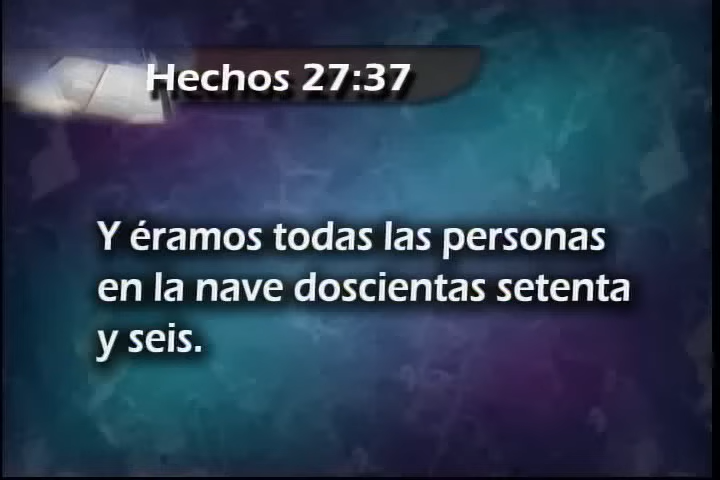 Hechos 27:37
Y éramos todas las personas
en la nave doscientas setenta
y seis.